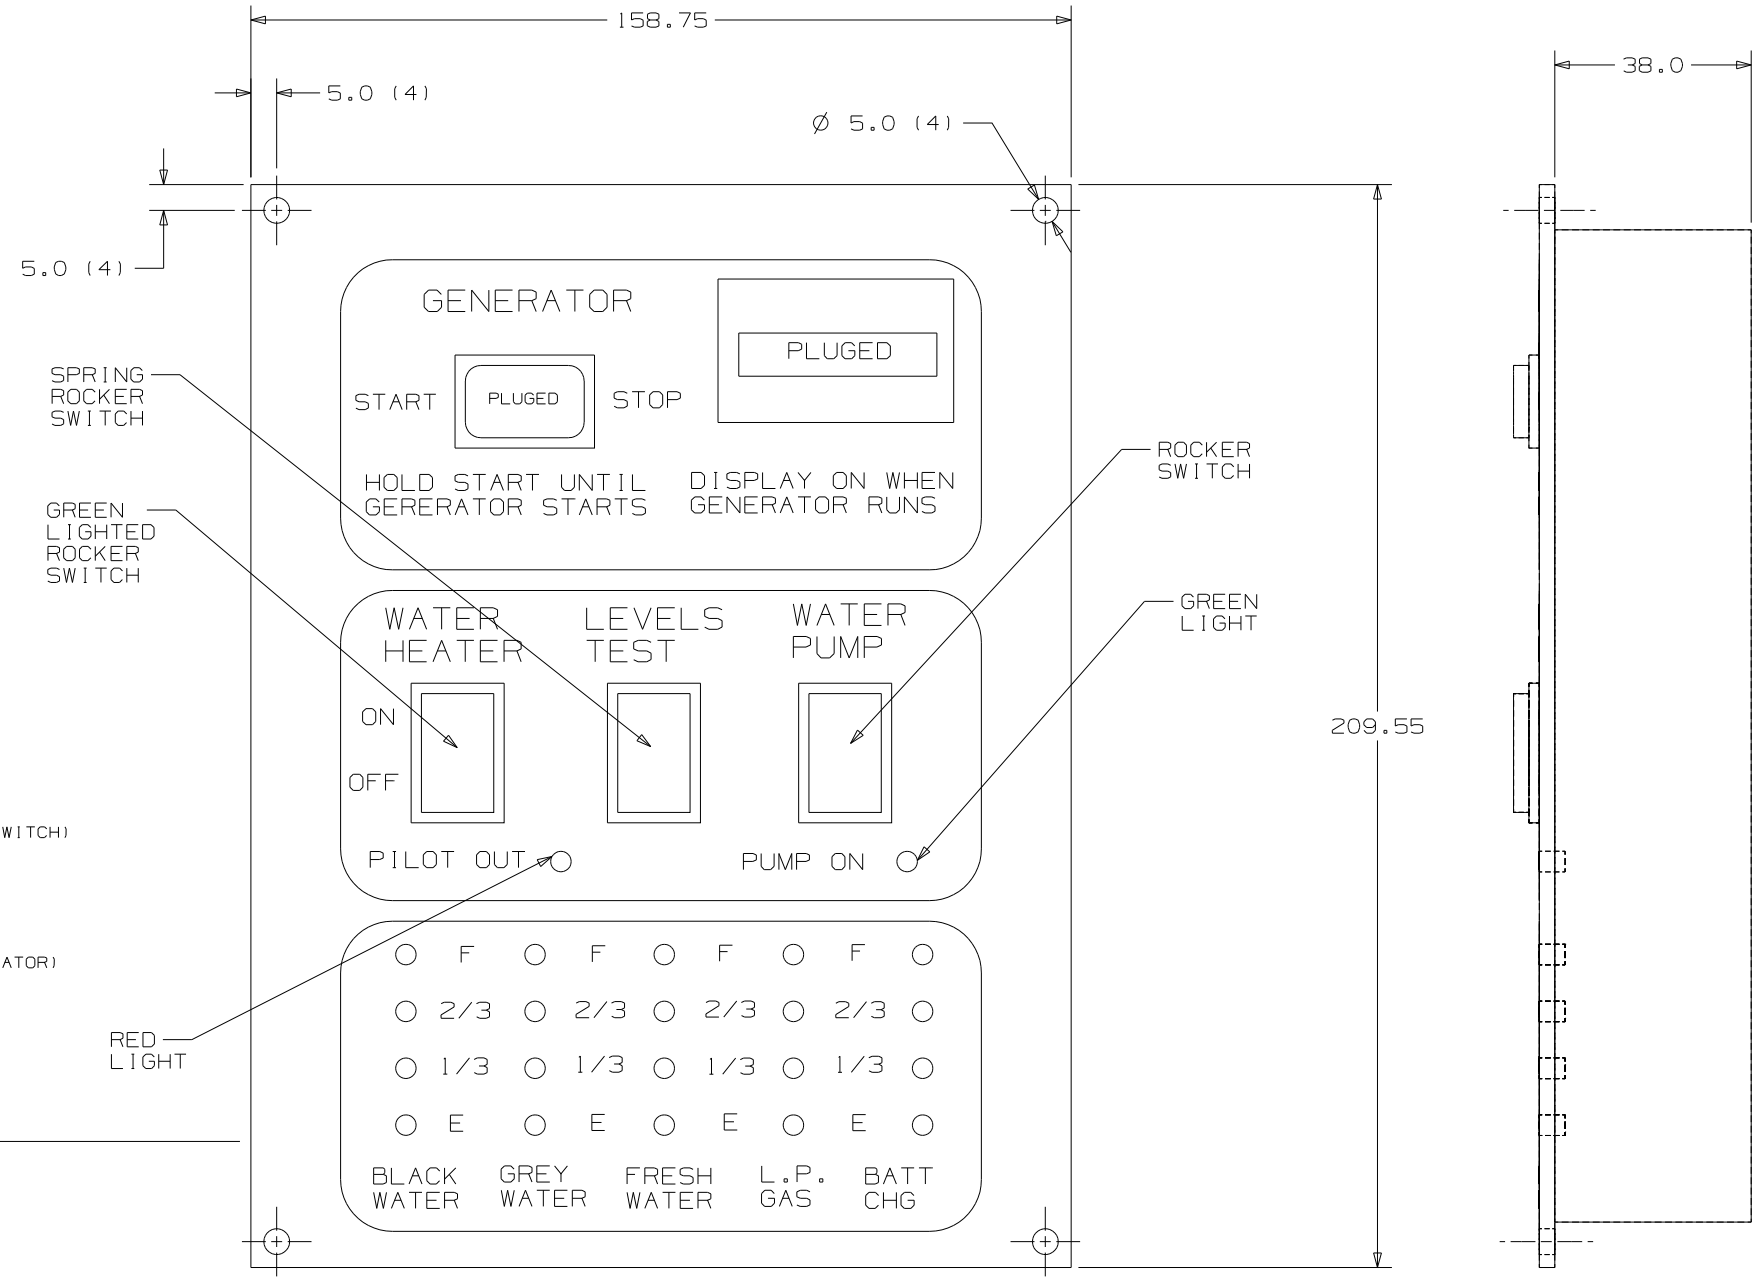 158.75
38.0
5.0 (4)
Ø 5.0 (4)
5.0 (4)
GENERATOR
PLUGED
SPRING
ROCKER
SWITCH
START
PLUGED
STOP
ROCKER
SWITCH
HOLD START UNTIL
GERERATOR STARTS
DISPLAY ON WHEN
GENERATOR RUNS
GREEN
LIGHTED
ROCKER
SWITCH
WATER
HEATER
LEVELS
TEST
WATER
PUMP
GREEN
LIGHT
ON
OFF
209.55
WITCH)
PILOT OUT
PUMP ON
ATOR)
F F F F
2/3 2/3 2/3 2/3
RED
LIGHT
1/3 1/3 1/3 1/3
E E E E
BLACK
WATER
GREY
WATER
FRESH
WATER
L.P.
GAS
BATT
CHG